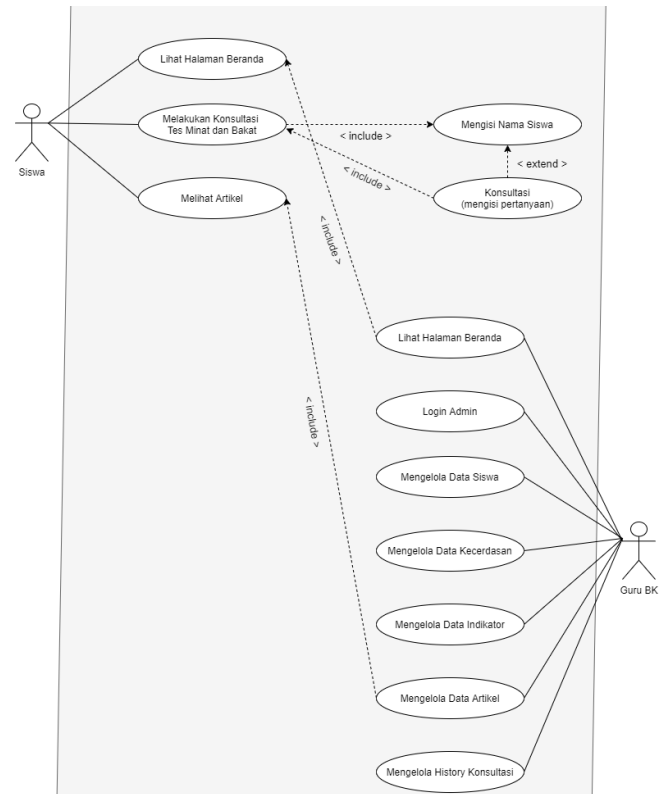 Lihat Halaman Beranda
Melakukan Konsultasi
Tes Minat dan Bakat
< include >
Mengisi Nama Siswa
< extend >
< include >
Siswa
Melihat Artikel
Konsultasi
(mengisi pertanyaan)
< include >
Lihat Halaman Beranda
< include >
Login Admin
Mengelola Data Siswa
Mengelola Data Kecerdasan
Guru BK
Mengelola Data Indikator
Mengelola Data Artikel
Mengelola History Konsultasi